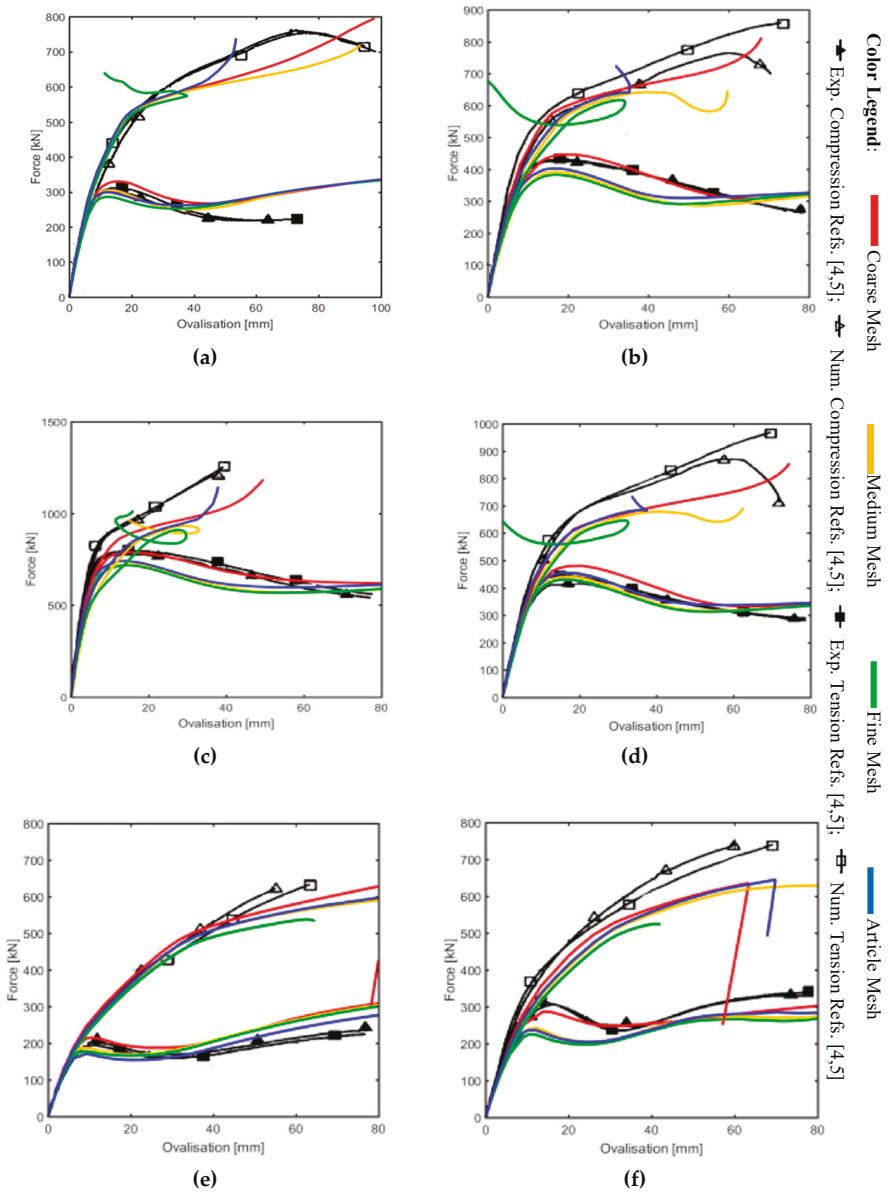 800
700
600
500
400
300
200
100
0
Force [kN]
0 20 40 60 80 100
Ovalisation [mm]
(a)
900
800
700
600
500
400
300
200
100
0
Force [kN]
0 20 40 60 80
Ovalisation [mm]
(b)
1500
1000
500
0
Force [kN]
0 20 40 60 80
Ovalisation [mm]
(c)
1000
900
800
700
600
500
400
300
200
100
0
Force [kN]
0 20 40 60 80
Ovalisation [mm]
(d)
800
700
600
500
400
300
200
100
0
Force [kN]
0 20 40 60 80
Ovalisation [mm]
(e)
800
700
600
500
400
300
200
100
0
Force [kN]
0 20 40 60 80
Ovalisation [mm]
(f)
Color Legend: Coarse Mesh Medium Mesh Fine Mesh Article Mesh
Exp. Compression Refs. [4,5]; Num. Compression Refs. [4,5]; Exp. Tension Refs. [4,5]; Num. Tension Refs. [4,5]